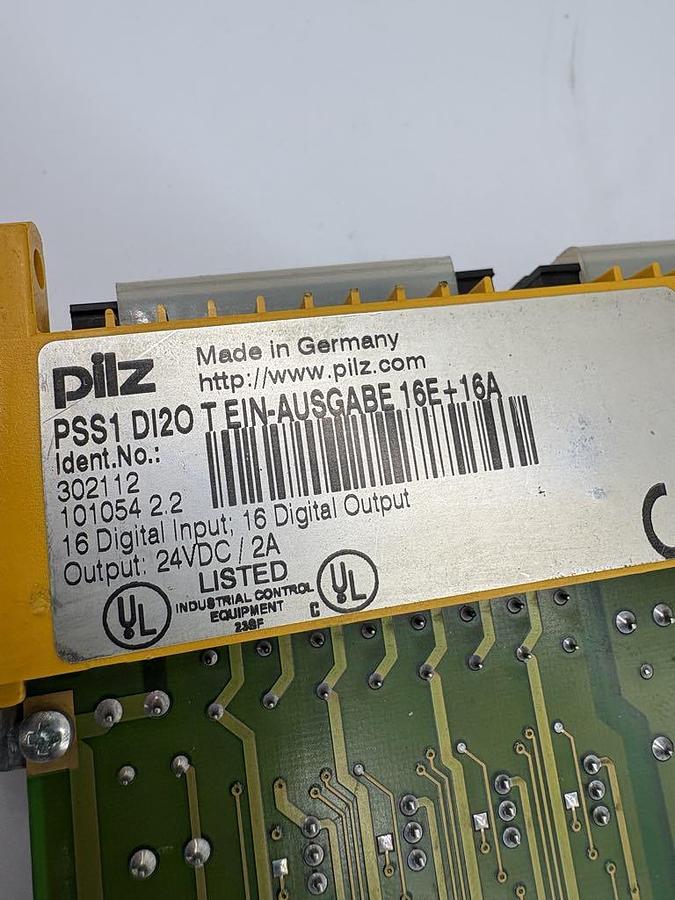 pilz
Made in Germany
http://www.pilz.com
PSS1 DI2O T EIN-AUSGABE 16E+16A
Ident.No.:
302112
101054 2.2
16 Digital Input; 16 Digital Output
Output: 24VDC / 2A
UL
LISTED
INDUSTRIAL CONTROL
EQUIPMENT
C UL